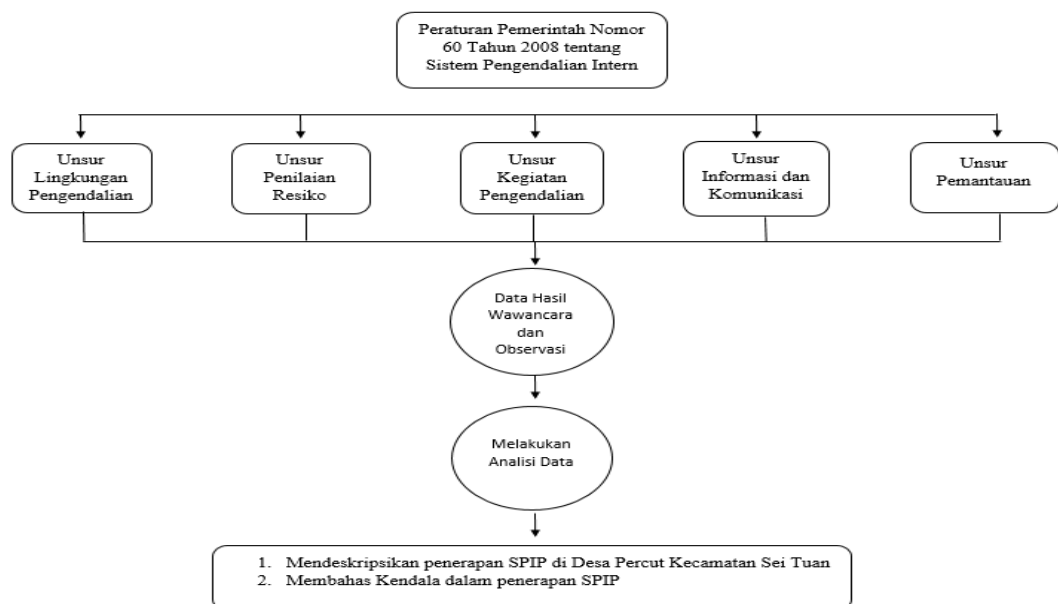 Peraturan Pemerintah Nomor
60 Tahun 2008 tentang
Sistem Pengendalian Intern
Unsur
Lingkungan
Pengendalian
Unsur
Penilaian
Resiko
Unsur
Kegiatan
Pengendalian
Unsur
Informasi dan
Komunikasi
Unsur
Pemantauan
Data Hasil
Wawancara
dan
Observasi
Melakukan
Analisi Data
1. Mendeskripsikan penerapan SPIP di Desa Percut Kecamatan Sei Tuan
2. Membahas Kendala dalam penerapan SPIP